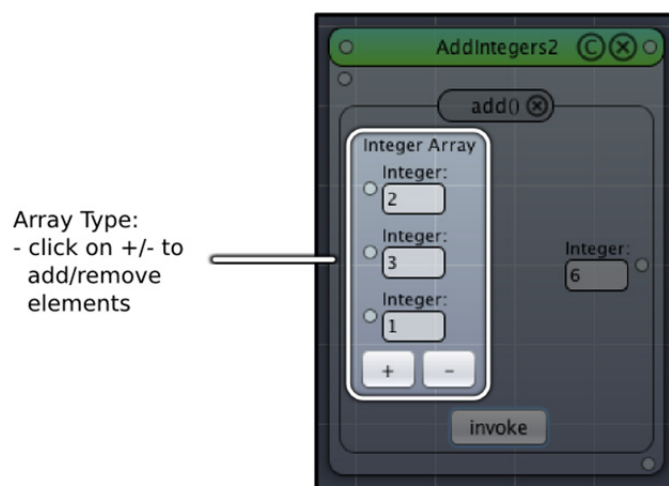 AddIntegers2 C x
add() x
Integer Array
Integer:
2
Integer:
3
Integer:
1
+ -
Integer:
6
invoke
Array Type:
- click on +/- to
add/remove
elements